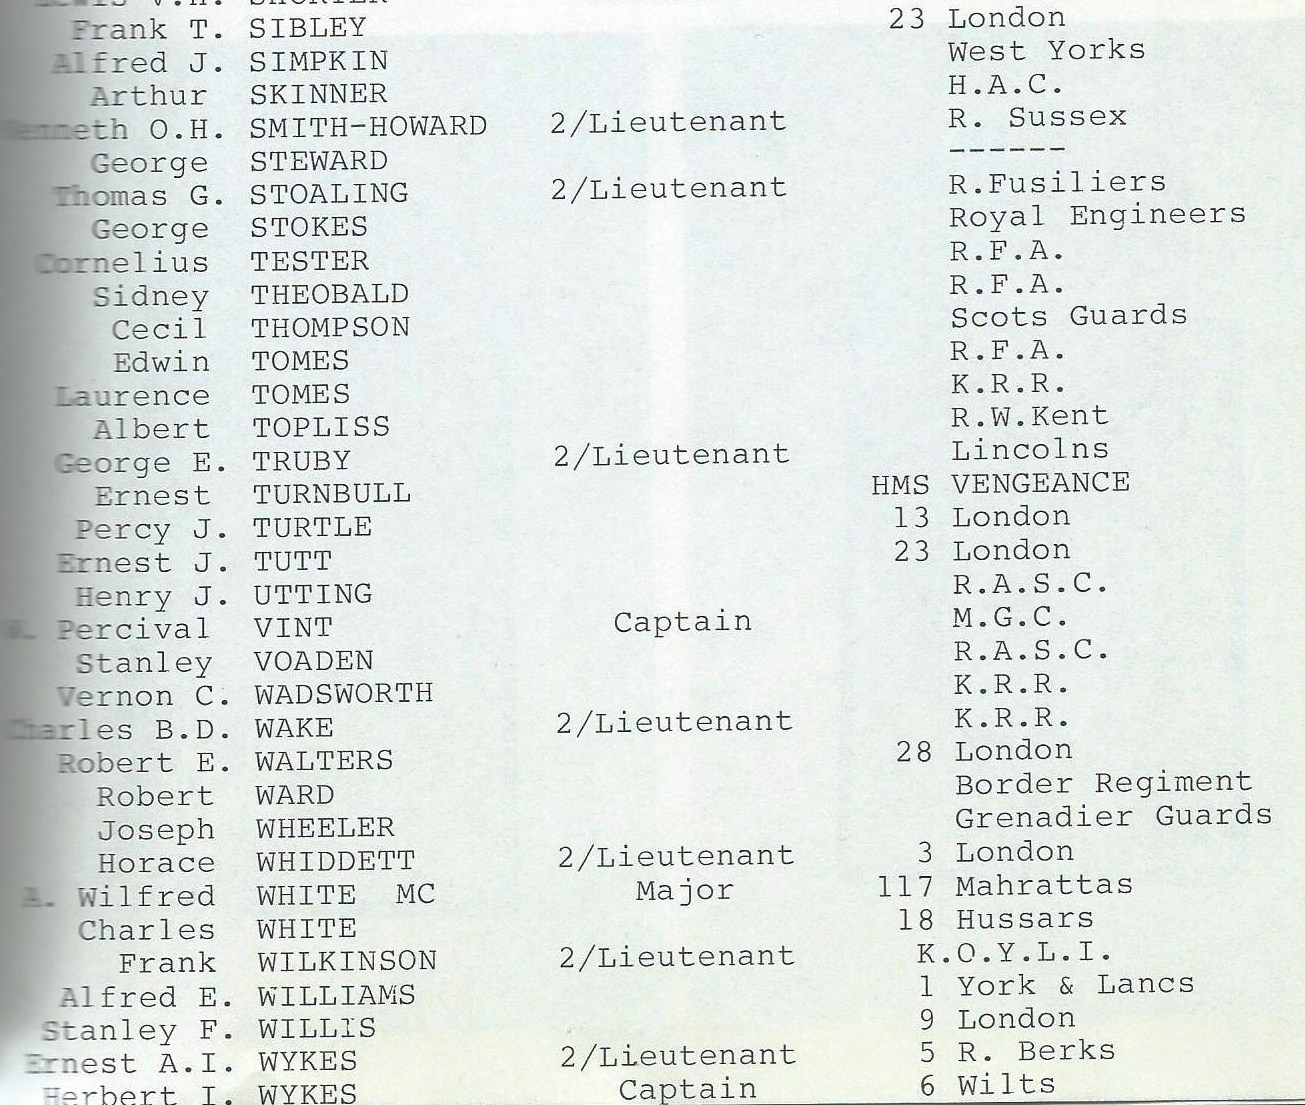 Frank T. SIBLEY 23 London
Alfred J. SIMPKIN West Yorks
Arthur SKINNER H.A.C.
Kenneth O.H. SMITH-HOWARD 2/Lieutenant R. Sussex
George STEWARD ------
Thomas G. STOALING 2/Lieutenant R.Fusiliers
George STOKES Royal Engineers
Cornelius TESTER R.F.A.
Sidney THEOBALD R.F.A.
Cecil THOMPSON Scots Guards
Edwin TOMES R.F.A.
Laurence TOMES K.R.R.
Albert TOPLISS R.W.Kent
George E. TRUBY 2/Lieutenant Lincolns
Ernest TURNBULL HMS VENGEANCE
Percy J. TURTLE 13 London
Ernest J. TUTT 23 London
Henry J. UTTING R.A.S.C.
Percival VINT Captain M.G.C.
Stanley VOADEN R.A.S.C.
Vernon C. WADSWORTH K.R.R.
Charles B.D. WAKE 2/Lieutenant K.R.R.
Robert E. WALTERS 28 London
Robert WARD Border Regiment
Joseph WHEELER Grenadier Guards
Horace WHIDDETT 2/Lieutenant 3 London
A. Wilfred WHITE MC Major 117 Mahrattas
Charles WHITE 18 Hussars
Frank WILKINSON 2/Lieutenant K.O.Y.L.I.
Alfred E. WILLIAMS 1 York & Lancs
Stanley F. WILLIS 9 London
Ernest A.I. WYKES 2/Lieutenant 5 R. Berks
Herbert I. WYKES Captain 6 Wilts